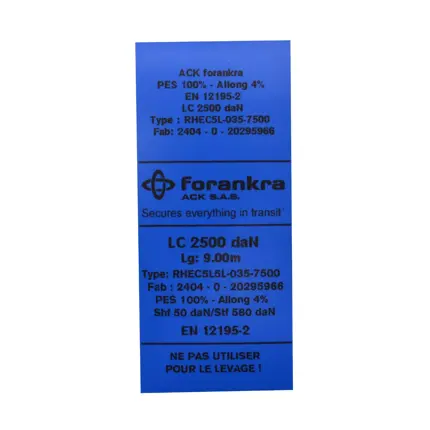 ACK forankra
PES 100% - Allong 4%
EN 12195-2
LC 2500 daN
Type : RHEC5L-035-7500
Fab: 2404 - 0 - 20295966
forankra
ACK S.A.S.
Secures everything in transit
LC 2500 daN
Lg: 9.00m
Type: RHEC5L5L-035-7500
Fab : 2404 - 0 - 20295966
PES 100% - Allong 4%
Shf 50 daN/Stf 580 daN
EN 12195-2
NE PAS UTILISER
POUR LE LEVAGE !